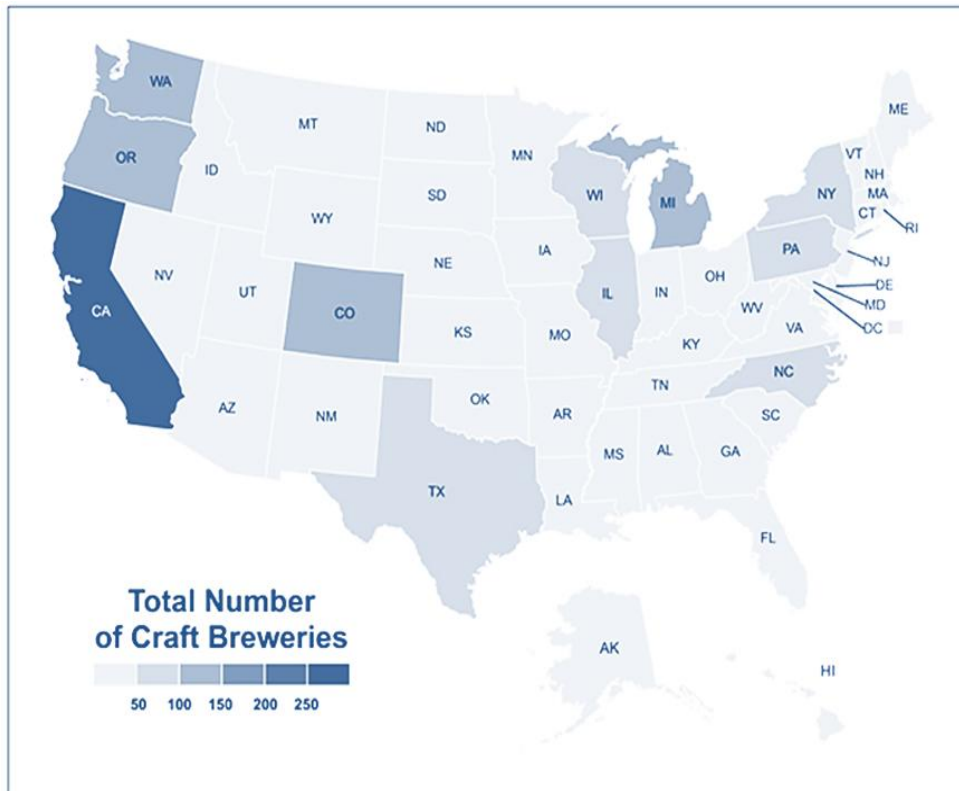 WA
ME
MT
ND
VT
MN
OR
NH
ID
WI
NY
MA
SD
MI
CT
WY
RI
PA
IA
NJ
NE
NV
OH
DE
UT
IL
IN
MD
CA
CO
WV
DC
VA
KS
MO
KY
NC
TN
OK
AZ
NM
AR
SC
MS
AL
GA
TX
LA
FL
Total Number
of Craft Breweries
AK
HI
50 100 150 200 250